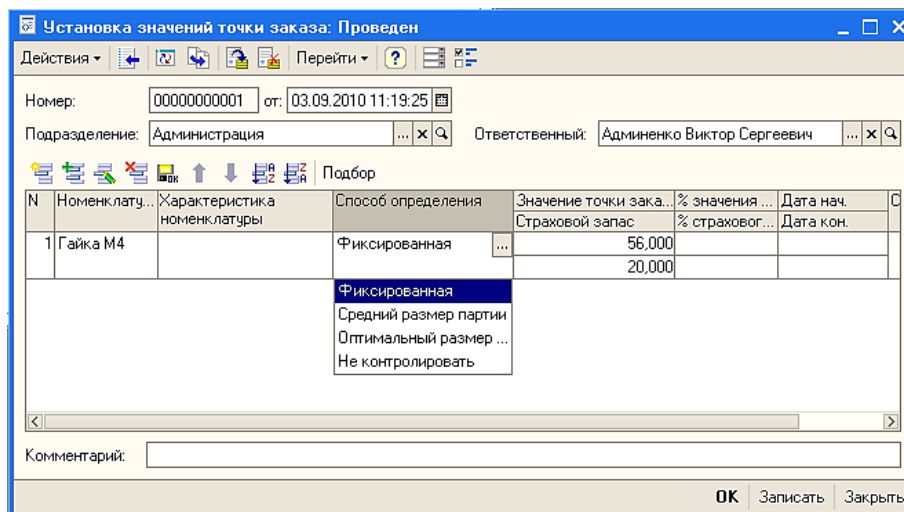 Установка значений точки заказа: Проведен
Действия Перейти ?
Номер: 00000000001 от: 03.09.2010 11:19:25
Подразделение: Администрация ... Ответственный: Админенко Виктор Сергеевич ...
Подбор
N Номенклату... Характеристика номенклатуры Способ определения Значение точки зака... % значения ... Дата нач. С
Страховой запас % страховог... Дата кон.
1 Гайка М4 Фиксированная ... 56,000
20,000
Фиксированная
Средний размер партии
Оптимальный размер ...
Не контролировать
Комментарий:
OK Записать Закрыть